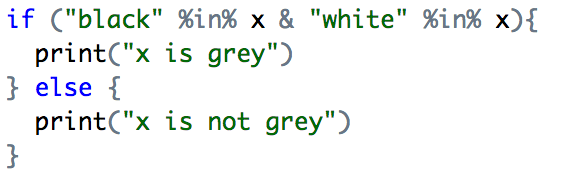 if ("black" %in% x & "white" %in% x){
  print("x is grey")
} else {
  print("x is not grey")
}